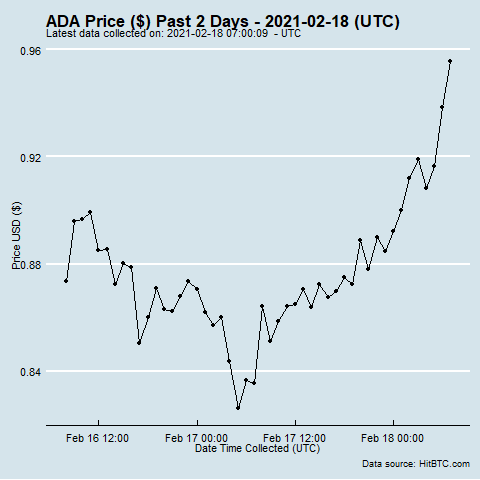 ADA Price ($) Past 2 Days - 2021-02-18 (UTC)
Latest data collected on: 2021-02-18 07:00:09 - UTC
0.96
0.92
0.88
0.84
Price USD ($)
Feb 16 12:00
Feb 17 00:00
Feb 17 12:00
Feb 18 00:00
Date Time Collected (UTC)
Data source: HitBTC.com